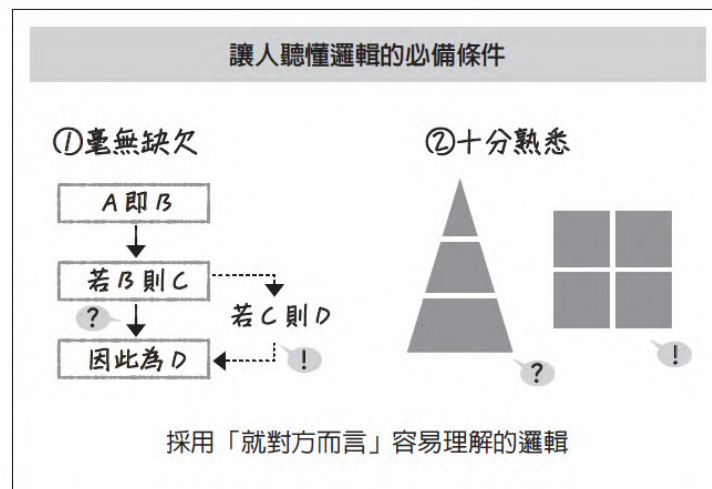 讓人聽懂邏輯的必備條件
①毫無缺欠
A即B
若B則C
?
若C則D
因此為D
!
②十分熟悉
?
!
採用「就對方而言」容易理解的邏輯